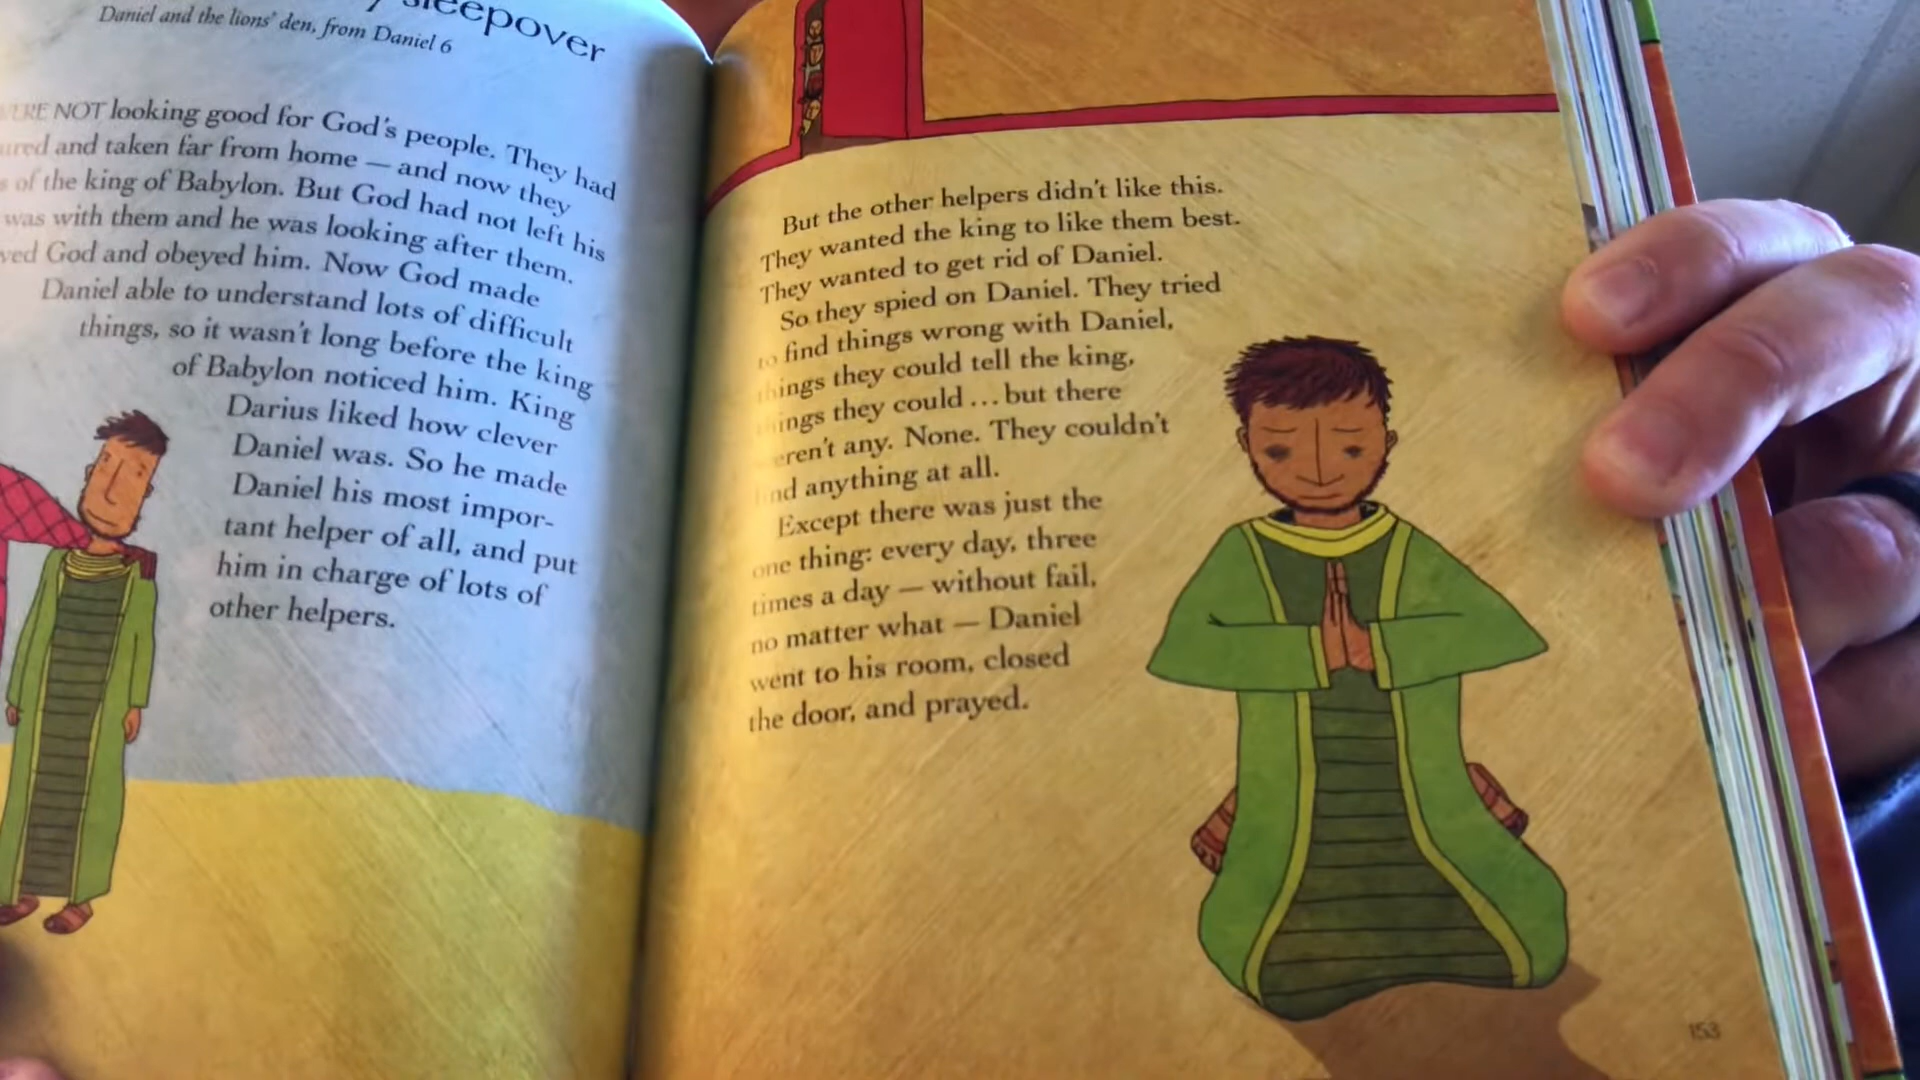 sleepover
Daniel and the lions' den, from Daniel 6
NOT looking good for God's people. They had
and taken far from home — and now they
of the king of Babylon. But God had not left his
was with them and he was looking after them.
God and obeyed him. Now God made
Daniel able to understand lots of difficult
things, so it wasn't long before the king
of Babylon noticed him. King
Darius liked how clever
Daniel was. So he made
Daniel his most impor-
tant helper of all, and put
him in charge of lots of
other helpers.
But the other helpers didn't like this.
They wanted the king to like them best.
They wanted to get rid of Daniel.
So they spied on Daniel. They tried
to find things wrong with Daniel,
things they could tell the king,
things they could ... but there
weren't any. None. They couldn't
find anything at all.
Except there was just the
one thing: every day, three
times a day — without fail,
no matter what — Daniel
went to his room, closed
the door, and prayed.
153